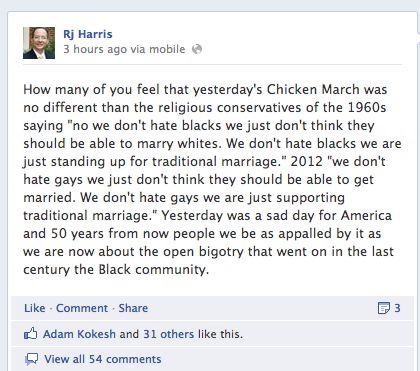 Rj Harris
3 hours ago via mobile
How many of you feel that yesterday's Chicken March was
no different than the religious conservatives of the 1960s
saying "no we don't hate blacks we just don't think they
should be able to marry whites. We don't hate blacks we are
just standing up for traditional marriage." 2012 "we don't
hate gays we just don't think they should be able to get
married. We don't hate gays we are just supporting
traditional marriage." Yesterday was a sad day for America
and 50 years from now people we be as appalled by it as
we are now about the open bigotry that went on in the last
century the Black community.
Like · Comment · Share 3
Adam Kokesh and 31 others like this.
View all 54 comments